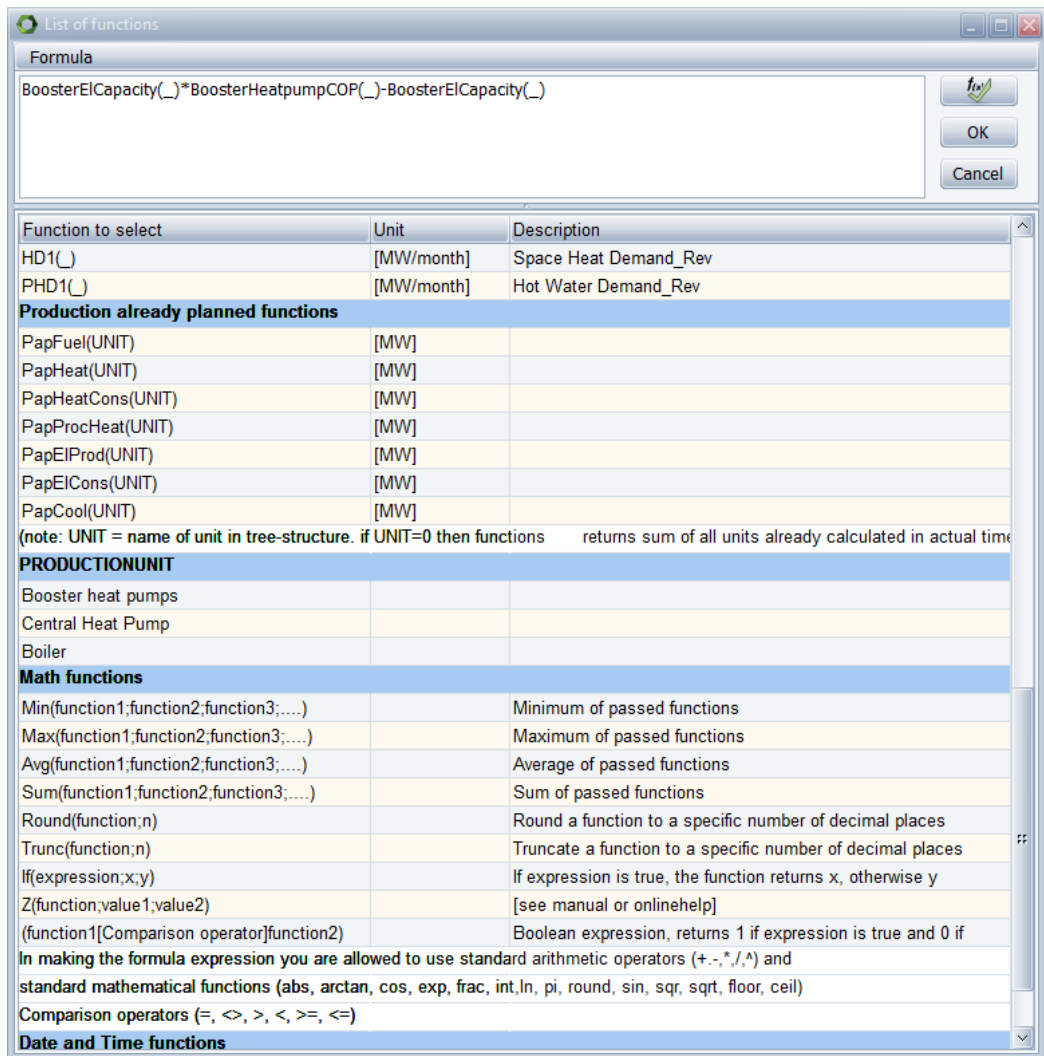 List of functions
Formula
BoosterElCapacity(_)*BoosterHeatpumpCOP(_)-BoosterElCapacity(_)
f(x)
OK
Cancel
Function to select Unit Description
HD1(_) [MW/month] Space Heat Demand_Rev
PHD1(_) [MW/month] Hot Water Demand_Rev
Production already planned functions
PapFuel(UNIT) [MW]
PapHeat(UNIT) [MW]
PapHeatCons(UNIT) [MW]
PapProcHeat(UNIT) [MW]
PapElProd(UNIT) [MW]
PapElCons(UNIT) [MW]
PapCool(UNIT) [MW]
(note: UNIT = name of unit in tree-structure. if UNIT=0 then functions returns sum of all units already calculated in actual time
PRODUCTIONUNIT
Booster heat pumps
Central Heat Pump
Boiler
Math functions
Min(function1;function2;function3;....) Minimum of passed functions
Max(function1;function2;function3;....) Maximum of passed functions
Avg(function1;function2;function3;....) Average of passed functions
Sum(function1;function2;function3;....) Sum of passed functions
Round(function;n) Round a function to a specific number of decimal places
Trunc(function;n) Truncate a function to a specific number of decimal places
If(expression;x;y) If expression is true, the function returns x, otherwise y
Z(function;value1;value2) [see manual or onlinehelp]
(function1[Comparison operator]function2) Boolean expression, returns 1 if expression is true and 0 if
In making the formula expression you are allowed to use standard arithmetic operators (+.-,*,/,^) and
standard mathematical functions (abs, arctan, cos, exp, frac, int,ln, pi, round, sin, sqr, sqrt, floor, ceil)
Comparison operators (=, <>, >, <, >=, <=)
Date and Time functions